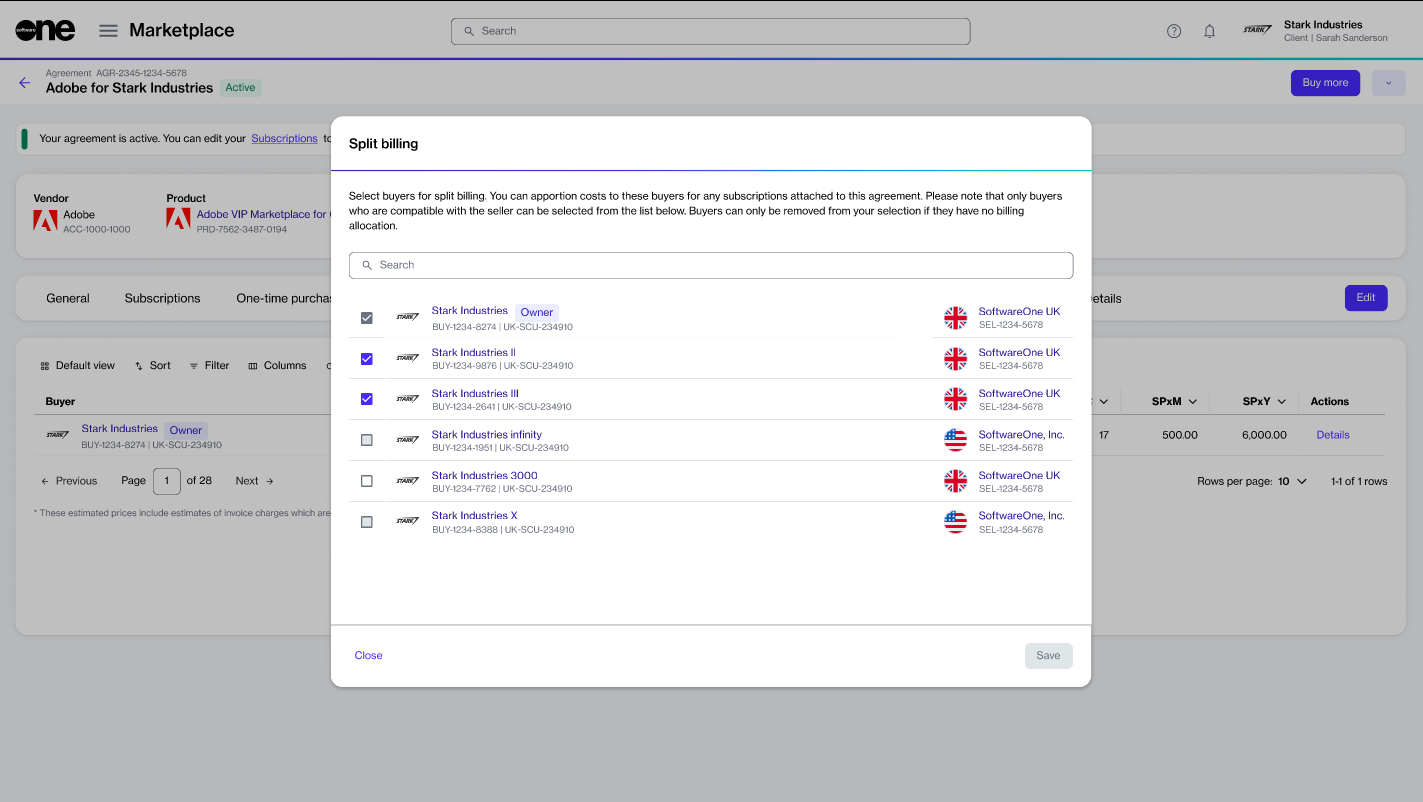 software one
Marketplace
Search
Stark Industries
Client | Sarah Sanderson
Agreement AGR-2345-1234-5678
Adobe for Stark Industries
Active
Buy more
Your agreement is active. You can edit your Subscriptions to
Vendor
Adobe
ACC-1000-1000
Product
Adobe VIP Marketplace for
PRD-7562-3487-0194
General
Subscriptions
One-time purchas
etails
Edit
Default view
Sort
Filter
Columns
Buyer
SPxM
SPxY
Actions
Stark Industries
Owner
BUY-1234-8274 | UK-SCU-234910
17
500.00
6,000.00
Details
Previous
Page
1
of 28
Next
Rows per page: 10
1-1 of 1 rows
* These estimated prices include estimates of invoice charges which are
Split billing
Select buyers for split billing. You can apportion costs to these buyers for any subscriptions attached to this agreement. Please note that only buyers
who are compatible with the seller can be selected from the list below. Buyers can only be removed from your selection if they have no billing
allocation.
Search
STARK
Stark Industries
Owner
BUY-1234-8274 | UK-SCU-234910
SoftwareOne UK
SEL-1234-5678
STARK
Stark Industries II
BUY-1234-9876 | UK-SCU-234910
SoftwareOne UK
SEL-1234-5678
STARK
Stark Industries III
BUY-1234-2641 | UK-SCU-234910
SoftwareOne UK
SEL-1234-5678
STARK
Stark Industries infinity
BUY-1234-1951 | UK-SCU-234910
SoftwareOne, Inc.
SEL-1234-5678
STARK
Stark Industries 3000
BUY-1234-7762 | UK-SCU-234910
SoftwareOne UK
SEL-1234-5678
STARK
Stark Industries X
BUY-1234-8388 | UK-SCU-234910
SoftwareOne, Inc.
SEL-1234-5678
Close
Save